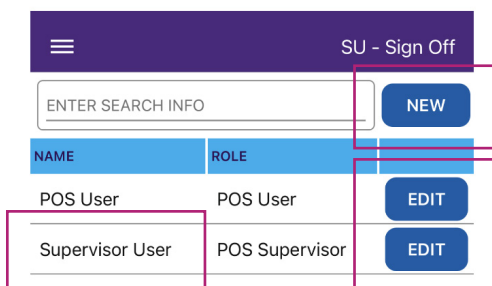 SU - Sign Off
ENTER SEARCH INFO NEW
NAME ROLE
POS User POS User EDIT
Supervisor User POS Supervisor EDIT